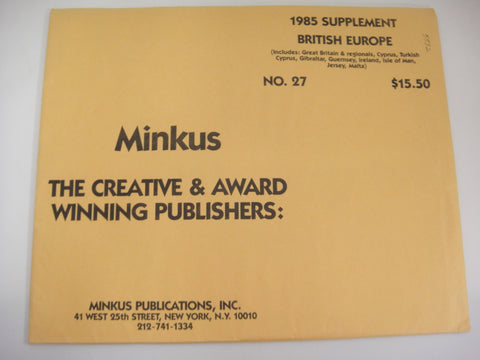 1985 SUPPLEMENT
BRITISH EUROPE
(Includes: Great Britain & regionals, Cyprus, Turkish
Cyprus, Gibraltar, Guernsey, Ireland, Isle of Man,
Jersey, Malta)
NO. 27 $15.50
Minkus
THE CREATIVE & AWARD
WINNING PUBLISHERS:
MINKUS PUBLICATIONS, INC.
41 WEST 25th STREET, NEW YORK, N.Y. 10010
212-741-1334